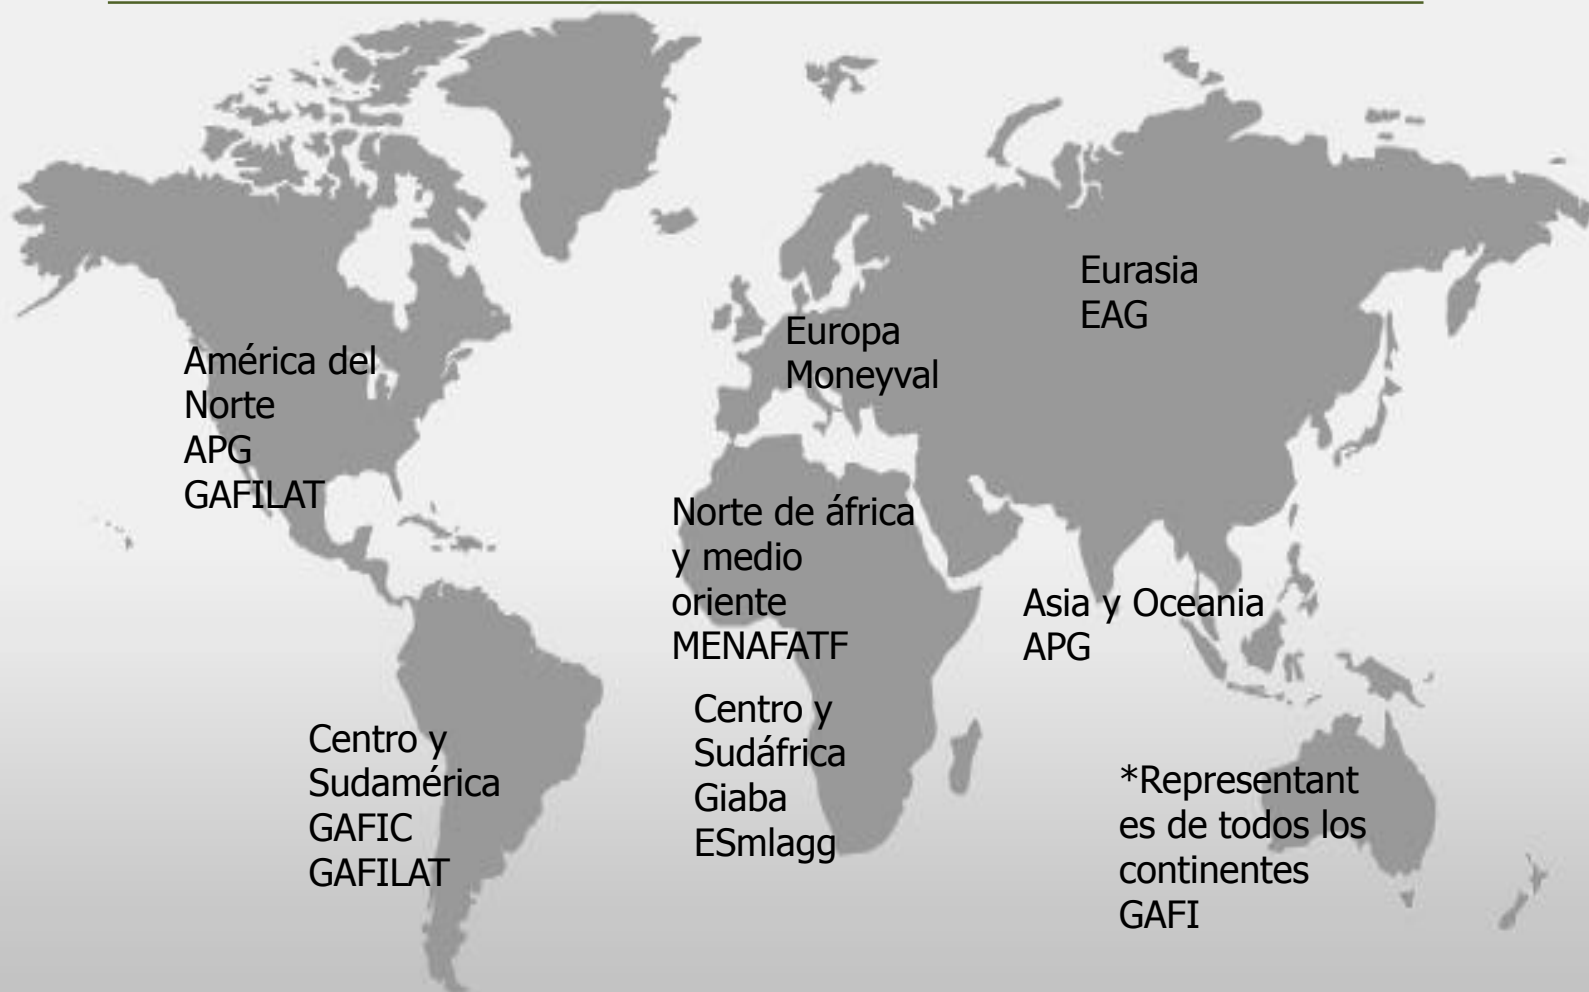 América del
Norte
APG
GAFILAT
Centro y
Sudamérica
GAFIC
GAFILAT
Europa
Moneyval
Norte de áfrica
y medio
oriente
MENAFATF
Centro y
Sudáfrica
Giaba
ESmlagg
Eurasia
EAG
Asia y Oceania
APG
*Representant
es de todos los
continentes
GAFI